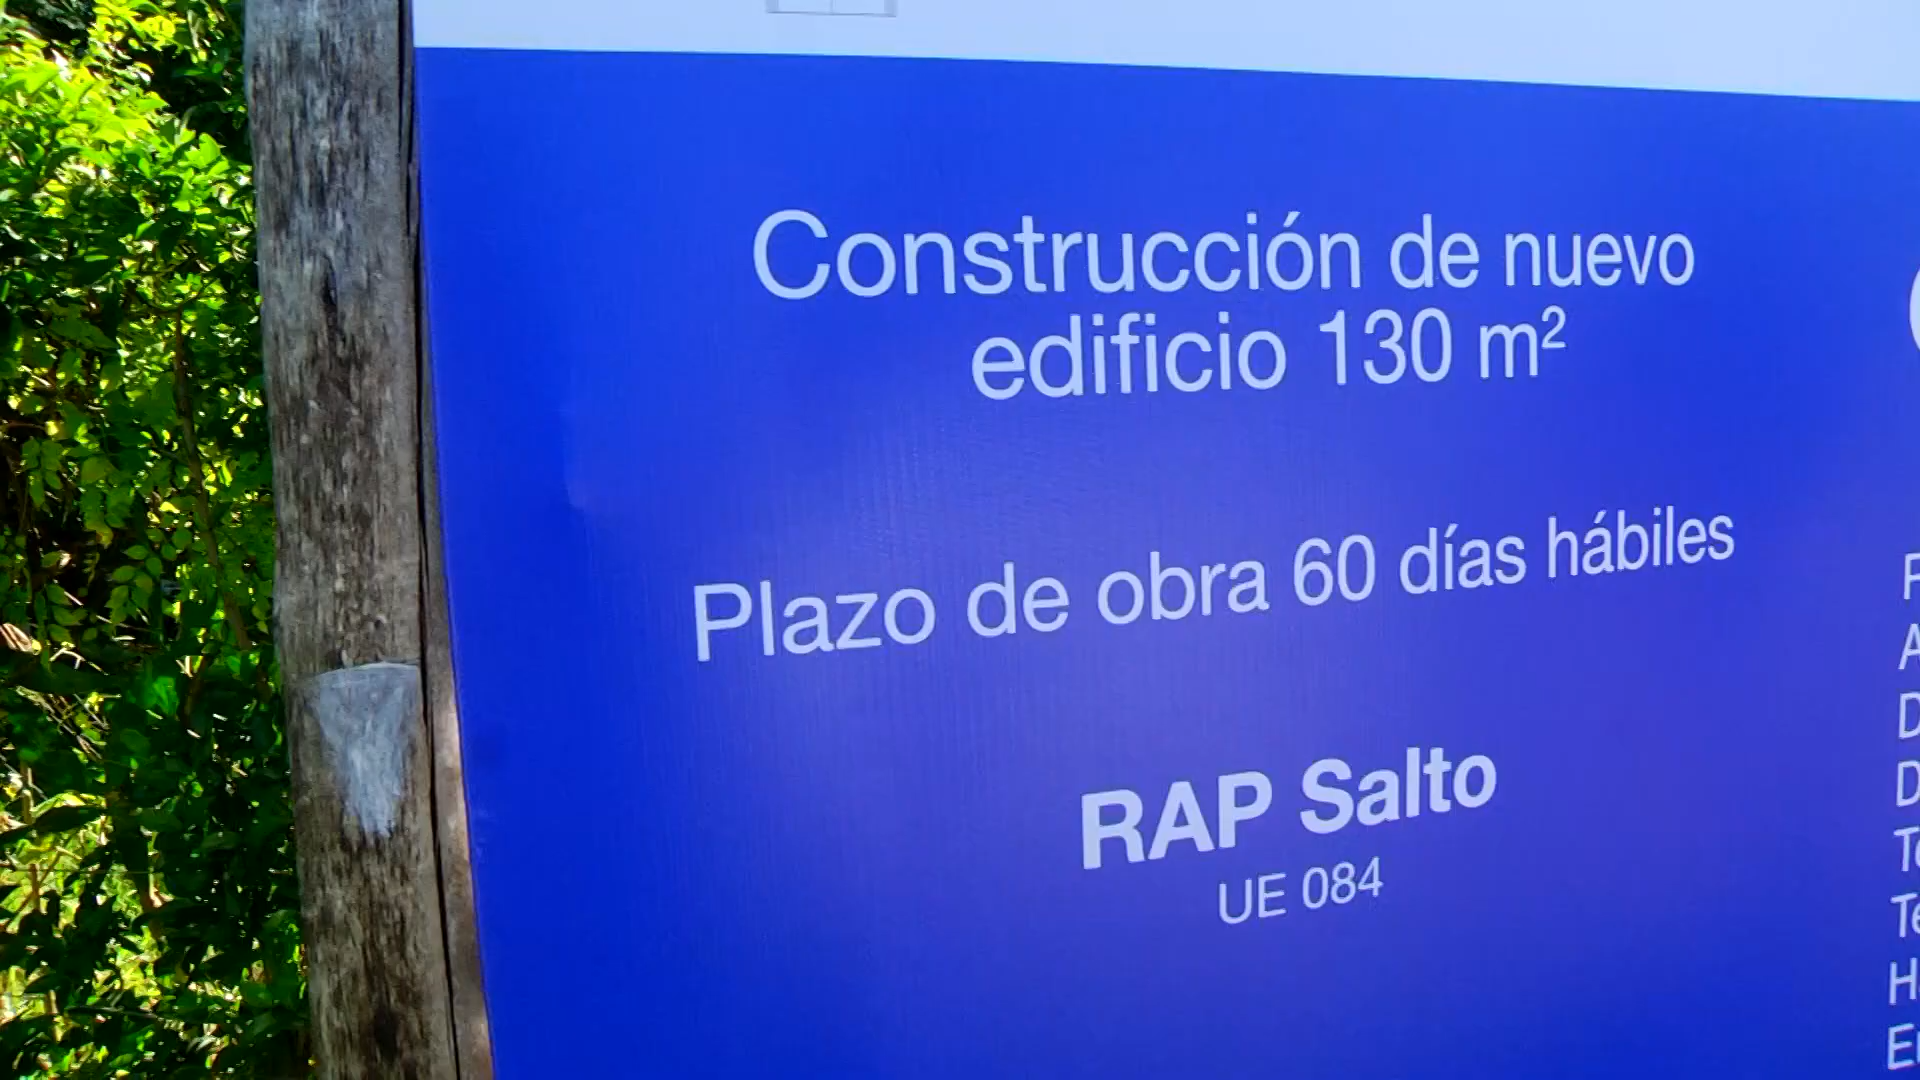 Construcción de nuevo
edificio 130 m²
Plazo de obra 60 días hábiles
RAP Salto
UE 084